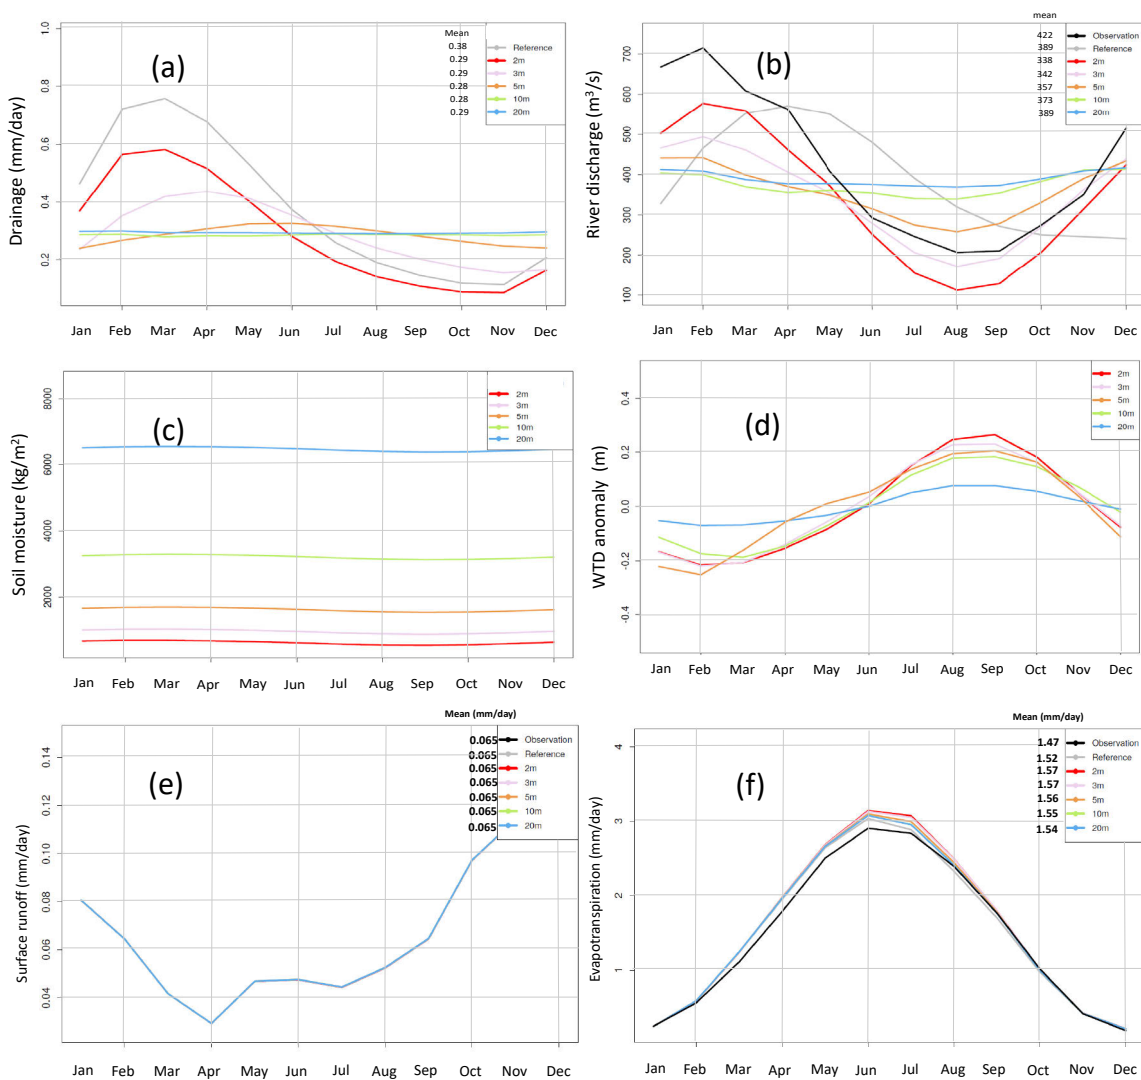 (a)
Drainage (mm/day)
1.0
0.8
0.6
0.4
0.2
Mean
0.38
0.29
0.29
0.28
0.28
0.29
Reference
2m
3m
5m
10m
20m
Jan Feb Mar Apr May Jun Jul Aug Sep Oct Nov Dec
(b)
River discharge (m³/s)
700
600
500
400
300
200
100
mean
422
389
338
342
357
373
389
Observation
Reference
2m
3m
5m
10m
20m
Jan Feb Mar Apr May Jun Jul Aug Sep Oct Nov Dec
(c)
Soil moisture (kg/m²)
8000
6000
4000
2000
2m
3m
5m
10m
20m
Jan Feb Mar Apr May Jun Jul Aug Sep Oct Nov Dec
(d)
WTD anomaly (m)
0.4
0.2
0.0
-0.2
-0.4
2m
3m
5m
10m
20m
Jan Feb Mar Apr May Jun Jul Aug Sep Oct Nov Dec
(e)
Surface runoff (mm/day)
0.14
0.12
0.10
0.08
0.06
0.04
Mean (mm/day)
0.065
0.065
0.065
0.065
0.065
0.065
0.065
Observation
Reference
2m
3m
5m
10m
20m
Jan Feb Mar Apr May Jun Jul Aug Sep Oct Nov Dec
(f)
Evapotranspiration (mm/day)
4
3
2
1
Mean (mm/day)
1.47
1.52
1.57
1.57
1.56
1.55
1.54
Observation
Reference
2m
3m
5m
10m
20m
Jan Feb Mar Apr May Jun Jul Aug Sep Oct Nov Dec